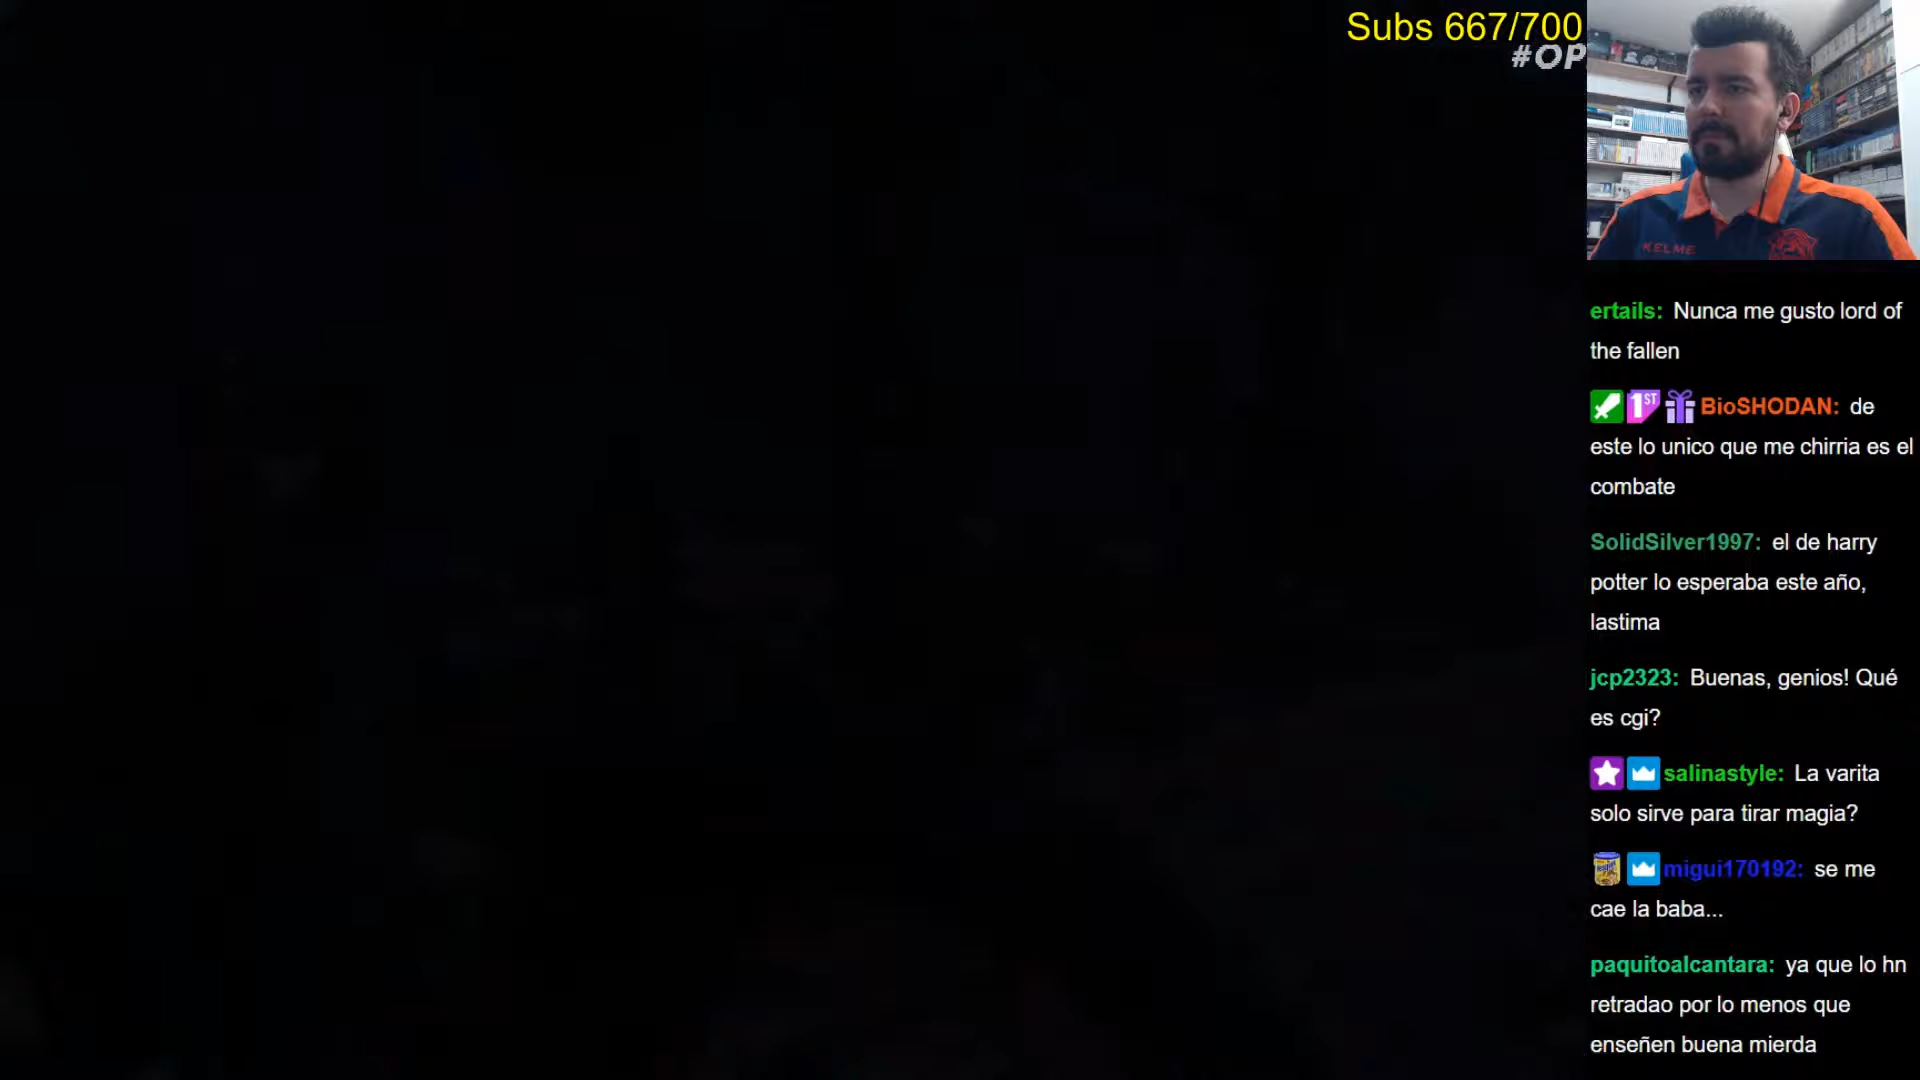 Subs 667/700
#OP
KELME
ertails: Nunca me gusto lord of
the fallen
1ST BioSHODAN: de
este lo unico que me chirria es el
combate
SolidSilver1997: el de harry
potter lo esperaba este año,
lastima
jcp2323: Buenas, genios! Qué
es cgi?
salinastyle: La varita
solo sirve para tirar magia?
migui170192: se me
cae la baba...
paquitoalcantara: ya que lo hn
retradao por lo menos que
enseñen buena mierda